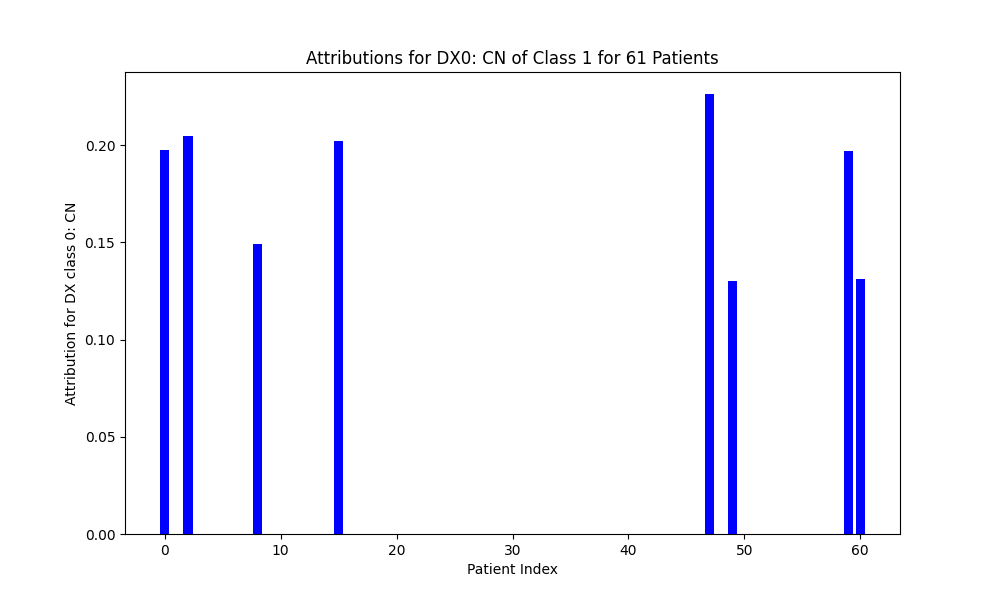 Attributions for DX0: CN of Class 1 for 61 Patients
Attribution for DX class 0: CN
0.20
0.15
0.10
0.05
0.00
0 10 20 30 40 50 60
Patient Index